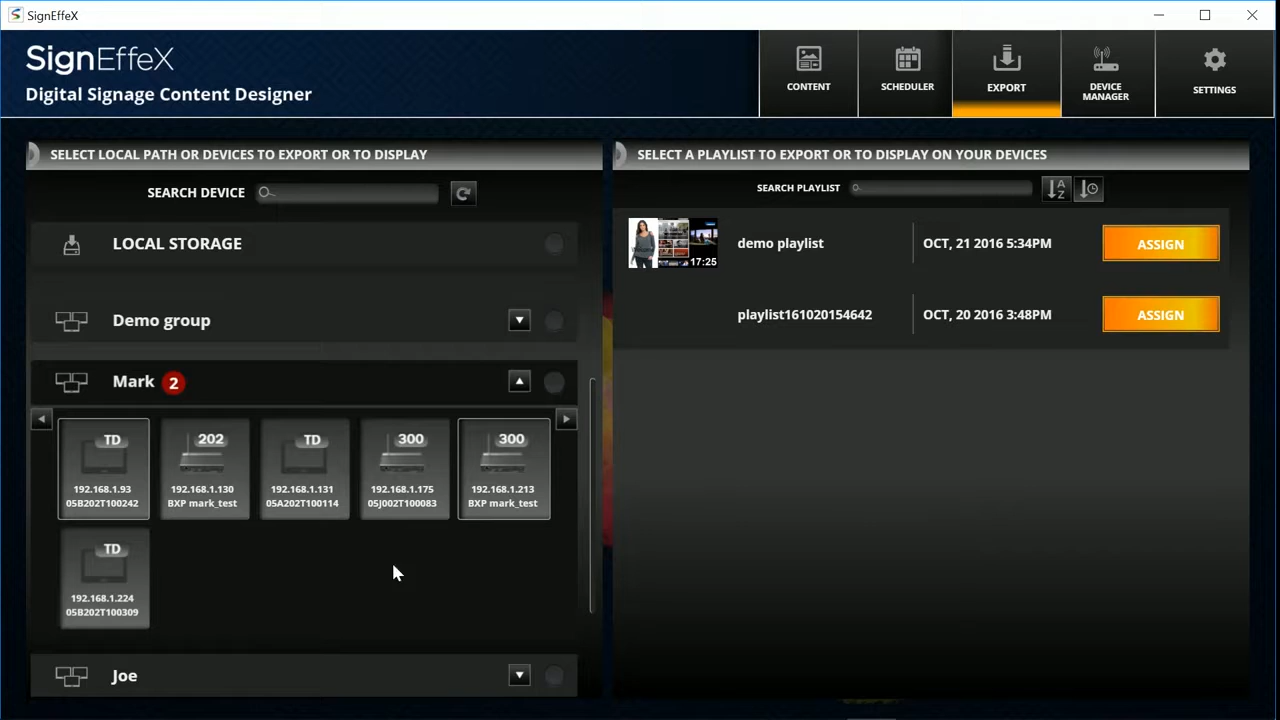 SignEffeX
SignEffeX
Digital Signage Content Designer
CONTENT
SCHEDULER
EXPORT
DEVICE
MANAGER
SETTINGS
SELECT LOCAL PATH OR DEVICES TO EXPORT OR TO DISPLAY
SEARCH DEVICE
LOCAL STORAGE
Demo group
Mark 2
TD
192.168.1.93
05B202T100242
202
192.168.1.130
BXP mark_test
TD
192.168.1.131
05A202T100114
300
192.168.1.175
05J002T100083
300
192.168.1.213
BXP mark_test
TD
192.168.1.224
05B202T100309
Joe
SELECT A PLAYLIST TO EXPORT OR TO DISPLAY ON YOUR DEVICES
SEARCH PLAYLIST
A
Z
17:25
demo playlist
OCT, 21 2016 5:34PM
ASSIGN
playlist161020154642
OCT, 20 2016 3:48PM
ASSIGN